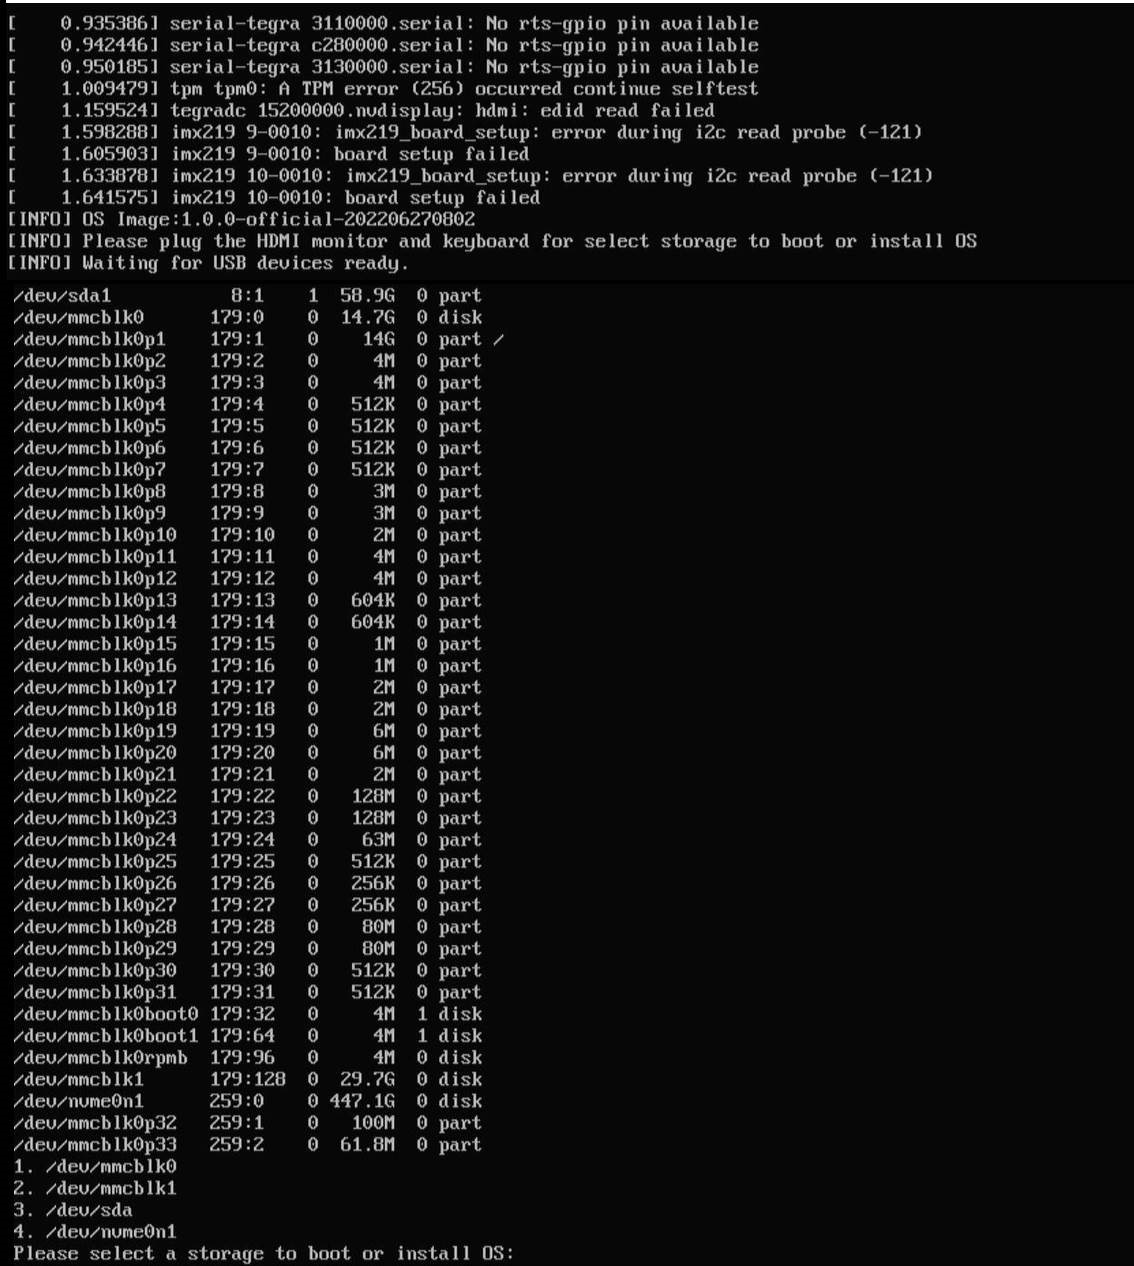 [    0.935386] serial-tegra 3110000.serial: No rts-gpio pin available
[    0.942446] serial-tegra c280000.serial: No rts-gpio pin available
[    0.950185] serial-tegra 3130000.serial: No rts-gpio pin available
[    1.009479] tpm tpm0: A TPM error (256) occurred continue selftest
[    1.159524] tegradc 15200000.nvdisplay: hdmi: edid read failed
[    1.598288] imx219 9-0010: imx219_board_setup: error during i2c read probe (-121)
[    1.605903] imx219 9-0010: board setup failed
[    1.633878] imx219 10-0010: imx219_board_setup: error during i2c read probe (-121)
[    1.641575] imx219 10-0010: board setup failed
[INFO] OS Image:1.0.0-official-202206270802
[INFO] Please plug the HDMI monitor and keyboard for select storage to boot or install OS
[INFO] Waiting for USB devices ready.
/dev/sda1           8:1    1  58.9G  0 part
/dev/mmcblk0      179:0    0  14.7G  0 disk
/dev/mmcblk0p1    179:1    0    14G  0 part /
/dev/mmcblk0p2    179:2    0     4M  0 part
/dev/mmcblk0p3    179:3    0     4M  0 part
/dev/mmcblk0p4    179:4    0   512K  0 part
/dev/mmcblk0p5    179:5    0   512K  0 part
/dev/mmcblk0p6    179:6    0   512K  0 part
/dev/mmcblk0p7    179:7    0   512K  0 part
/dev/mmcblk0p8    179:8    0     3M  0 part
/dev/mmcblk0p9    179:9    0     3M  0 part
/dev/mmcblk0p10   179:10   0     2M  0 part
/dev/mmcblk0p11   179:11   0     4M  0 part
/dev/mmcblk0p12   179:12   0     4M  0 part
/dev/mmcblk0p13   179:13   0   604K  0 part
/dev/mmcblk0p14   179:14   0   604K  0 part
/dev/mmcblk0p15   179:15   0     1M  0 part
/dev/mmcblk0p16   179:16   0     1M  0 part
/dev/mmcblk0p17   179:17   0     2M  0 part
/dev/mmcblk0p18   179:18   0     2M  0 part
/dev/mmcblk0p19   179:19   0     6M  0 part
/dev/mmcblk0p20   179:20   0     6M  0 part
/dev/mmcblk0p21   179:21   0     2M  0 part
/dev/mmcblk0p22   179:22   0   128M  0 part
/dev/mmcblk0p23   179:23   0   128M  0 part
/dev/mmcblk0p24   179:24   0    63M  0 part
/dev/mmcblk0p25   179:25   0   512K  0 part
/dev/mmcblk0p26   179:26   0   256K  0 part
/dev/mmcblk0p27   179:27   0   256K  0 part
/dev/mmcblk0p28   179:28   0    80M  0 part
/dev/mmcblk0p29   179:29   0    80M  0 part
/dev/mmcblk0p30   179:30   0   512K  0 part
/dev/mmcblk0p31   179:31   0   512K  0 part
/dev/mmcblk0boot0 179:32   0     4M  1 disk
/dev/mmcblk0boot1 179:64   0     4M  1 disk
/dev/mmcblk0rpmb  179:96   0     4M  0 disk
/dev/mmcblk1      179:128  0  29.7G  0 disk
/dev/nvme0n1      259:0    0 447.1G  0 disk
/dev/mmcblk0p32   259:1    0   100M  0 part
/dev/mmcblk0p33   259:2    0  61.8M  0 part
1. /dev/mmcblk0
2. /dev/mmcblk1
3. /dev/sda
4. /dev/nvme0n1
Please select a storage to boot or install OS: